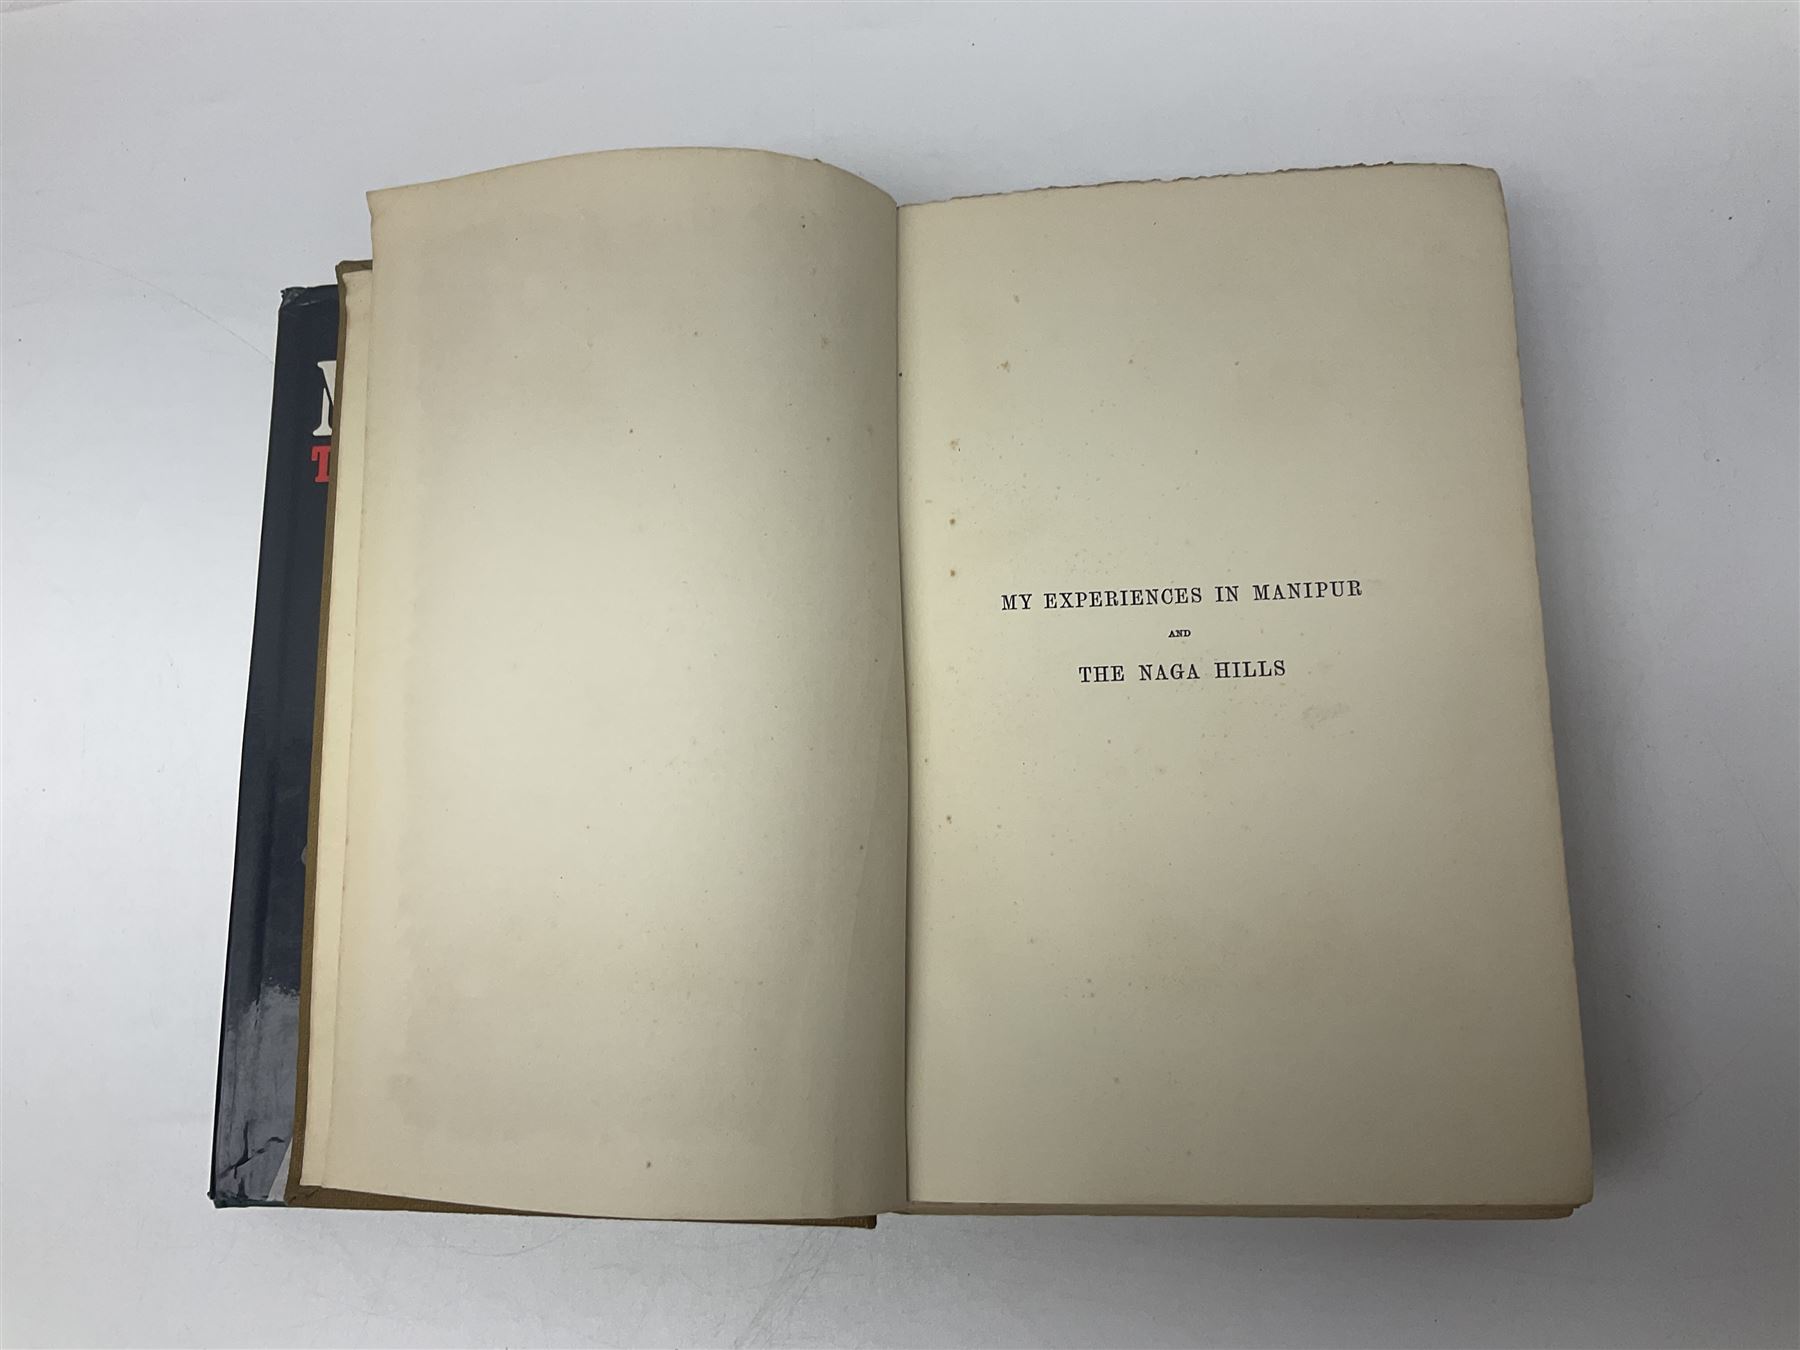 MY EXPERIENCES IN MANIPUR
AND
THE NAGA HILLS